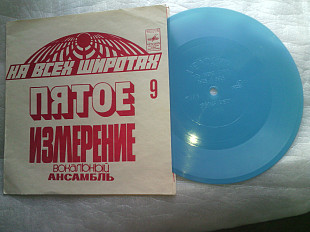 НА ВСЕХ ШИРОТАХ
ПЯТОЕ 9
ИЗМЕРЕНИЕ
ВОКАЛЬНЫЙ
АНСАМБЛЬ